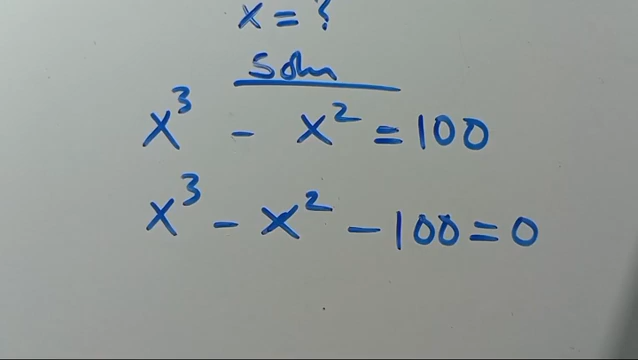 x = ?
Soln
x³ - x² = 100
x³ - x² - 100 = 0